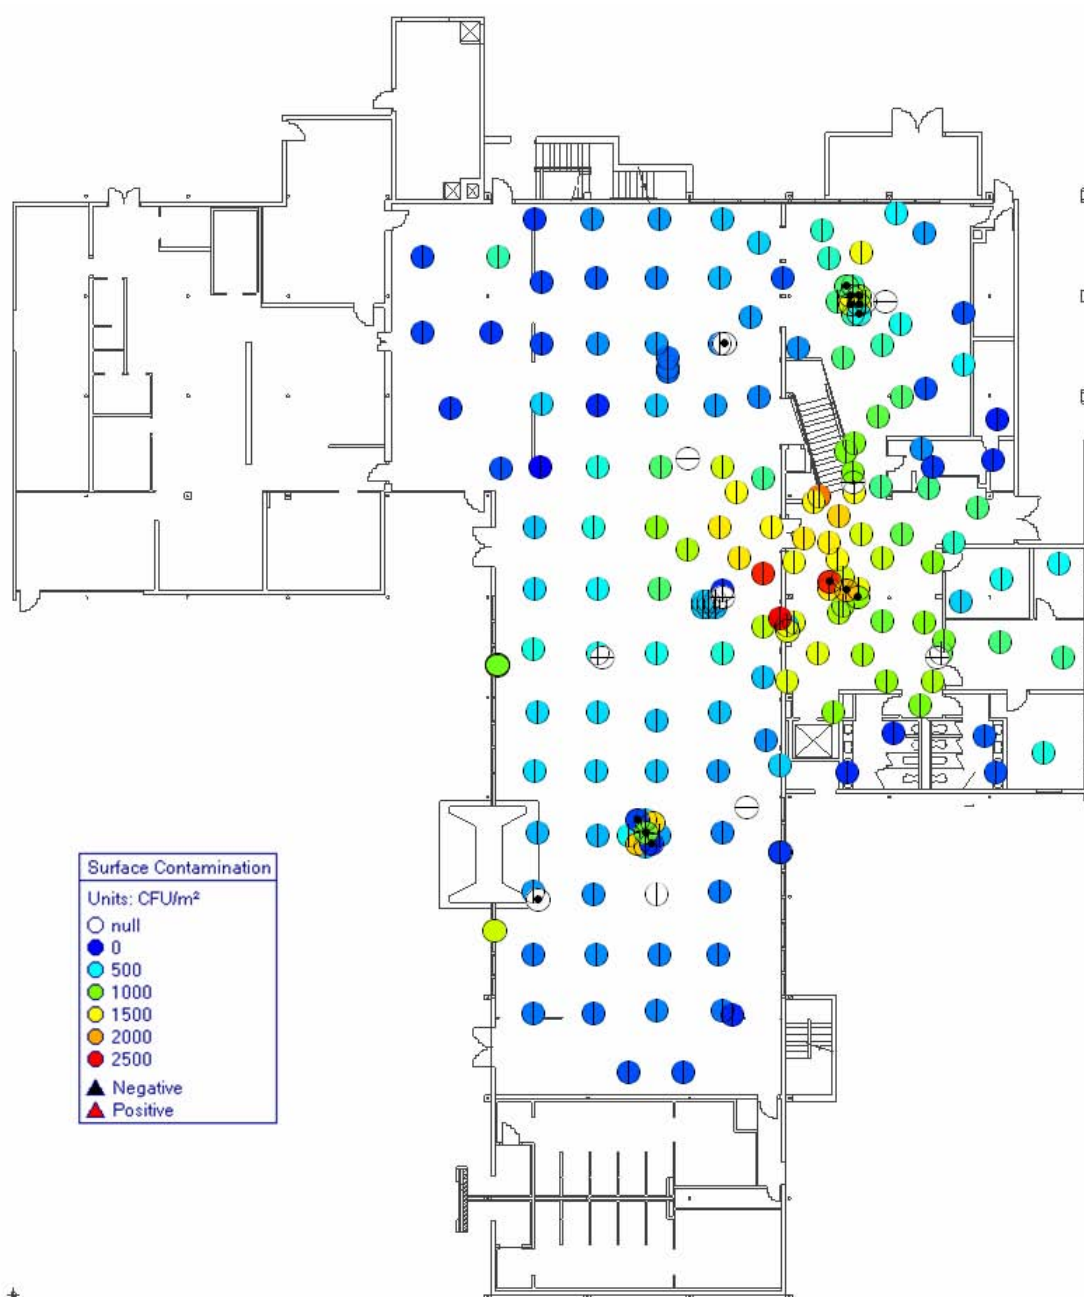 Surface Contamination
Units: CFU/m²
null
0
500
1000
1500
2000
2500
Negative
Positive